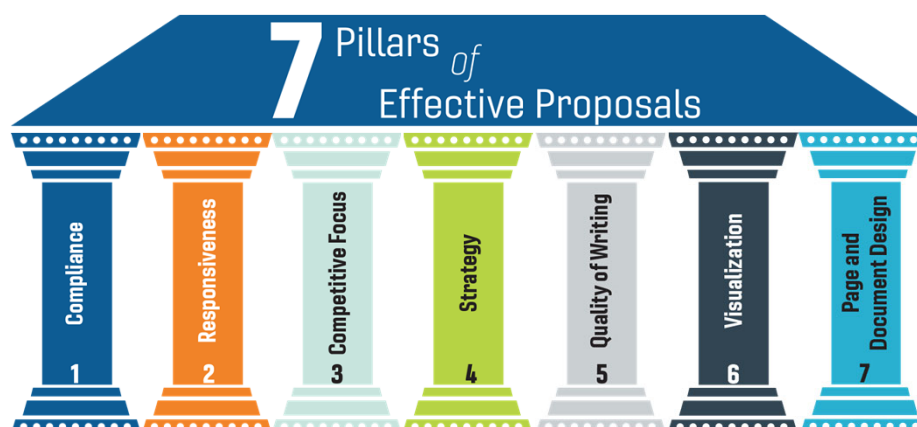 7 Pillars
of
Effective Proposals
Compliance
1
Responsiveness
2
Competitive Focus
3
Strategy
4
Quality of Writing
5
Visualization
6
Page and
Document Design
7